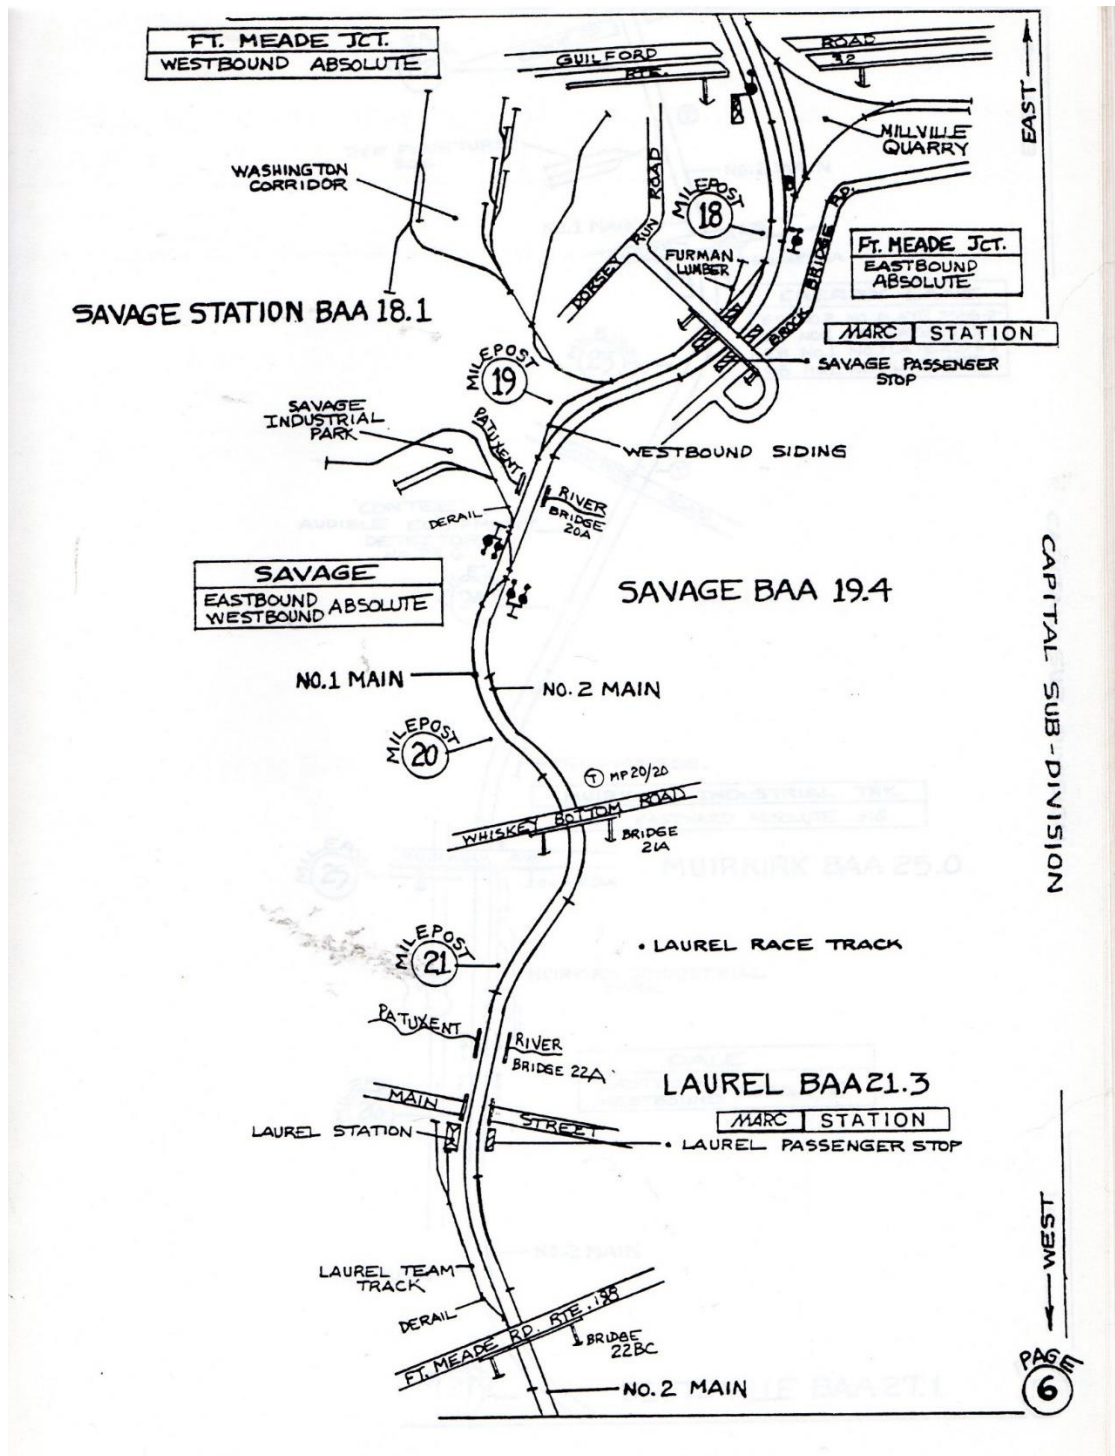 FT. MEADE JCT.
WESTBOUND ABSOLUTE
GUILFORD
RTE.
ROAD
32
EAST
MILLVILLE
QUARRY
WASHINGTON
CORRIDOR
DORSEY RUN ROAD
MILEPOST
18
FURMAN
LUMBER
BROCK BRIDGE RD.
FT. MEADE JCT.
EASTBOUND
ABSOLUTE
SAVAGE STATION BAA 18.1
MARC STATION
SAVAGE PASSENGER
STOP
MILEPOST
19
SAVAGE
INDUSTRIAL
PARK
WESTBOUND SIDING
PATUXENT
RIVER
BRIDGE
20A
DERAIL
SAVAGE
EASTBOUND
WESTBOUND ABSOLUTE
SAVAGE BAA 19.4
CAPITAL SUB-DIVISION
NO.1 MAIN
NO. 2 MAIN
MILEPOST
20
T MP 20/20
WHISKEY BOTTOM ROAD
BRIDGE
21A
MUIRKIRK BAA 25.0
LAUREL RACE TRACK
MILEPOST
21
PATUXENT
RIVER
BRIDGE 22A
LAUREL BAA21.3
MARC STATION
MAIN
STREET
LAUREL STATION
LAUREL PASSENGER STOP
WEST
LAUREL TEAM
TRACK
DERAIL
FT. MEADE RD. RTE. 198
BRIDGE
22BC
NO. 2 MAIN
PAGE
6